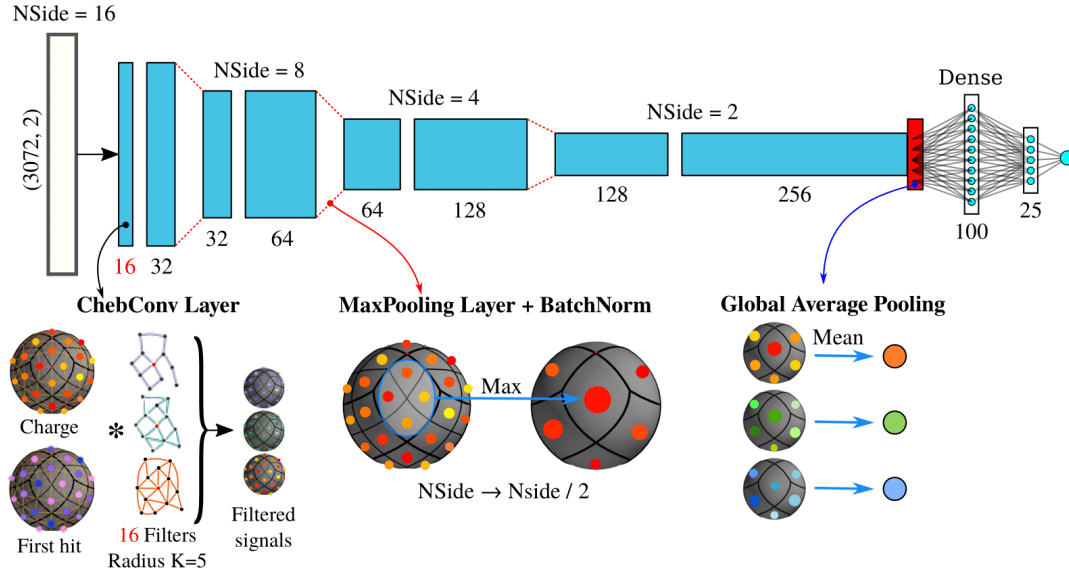 NSide = 16
(3072, 2)
NSide = 8
NSide = 4
NSide = 2
Dense
16
32
32
64
64
128
128
256
100
25
ChebConv Layer
MaxPooling Layer + BatchNorm
Global Average Pooling
Charge
*
First hit
16 Filters
Radius K=5
Filtered
signals
Max
NSide → Nside / 2
Mean